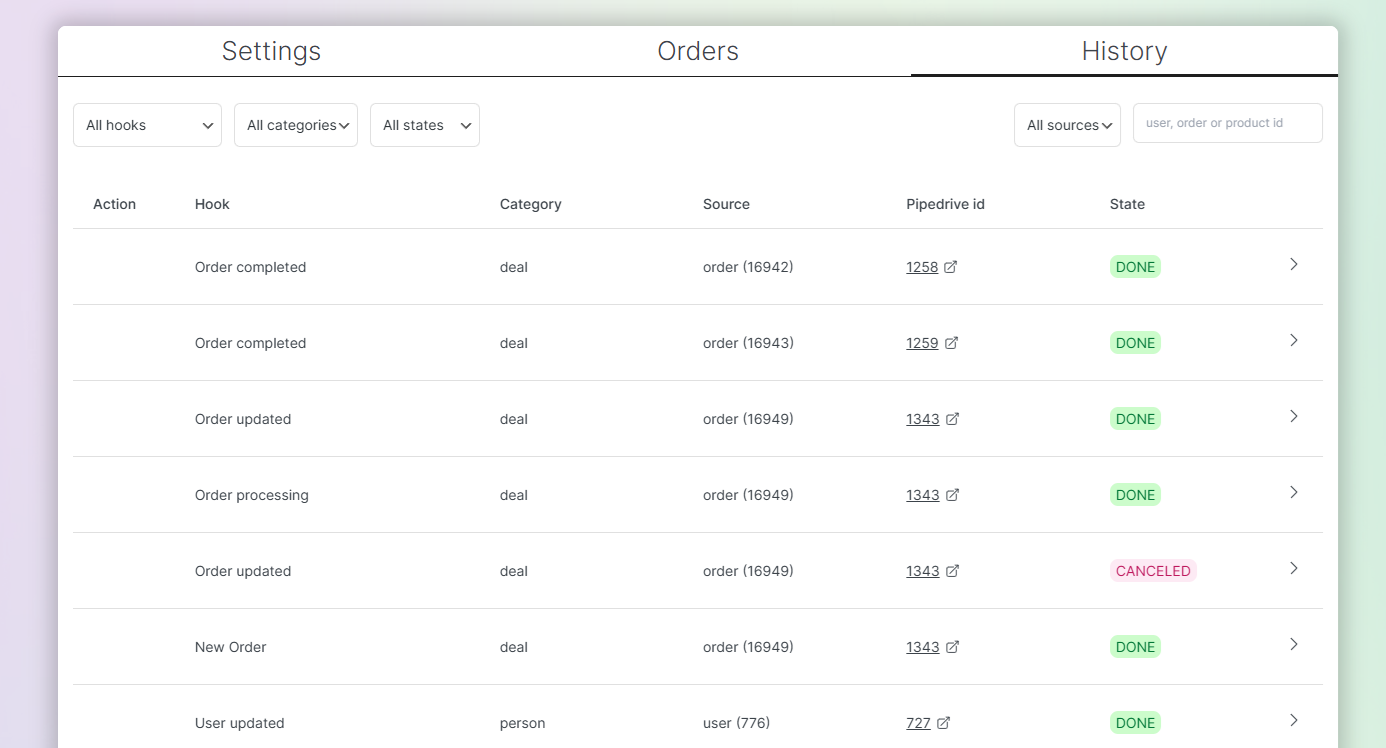 Settings Orders History
All hooks All categories All states All sources user, order or product id
Action Hook Category Source Pipedrive id State
Order completed deal order (16942) 1258 DONE
Order completed deal order (16943) 1259 DONE
Order updated deal order (16949) 1343 DONE
Order processing deal order (16949) 1343 DONE
Order updated deal order (16949) 1343 CANCELED
New Order deal order (16949) 1343 DONE
User updated person user (776) 727 DONE